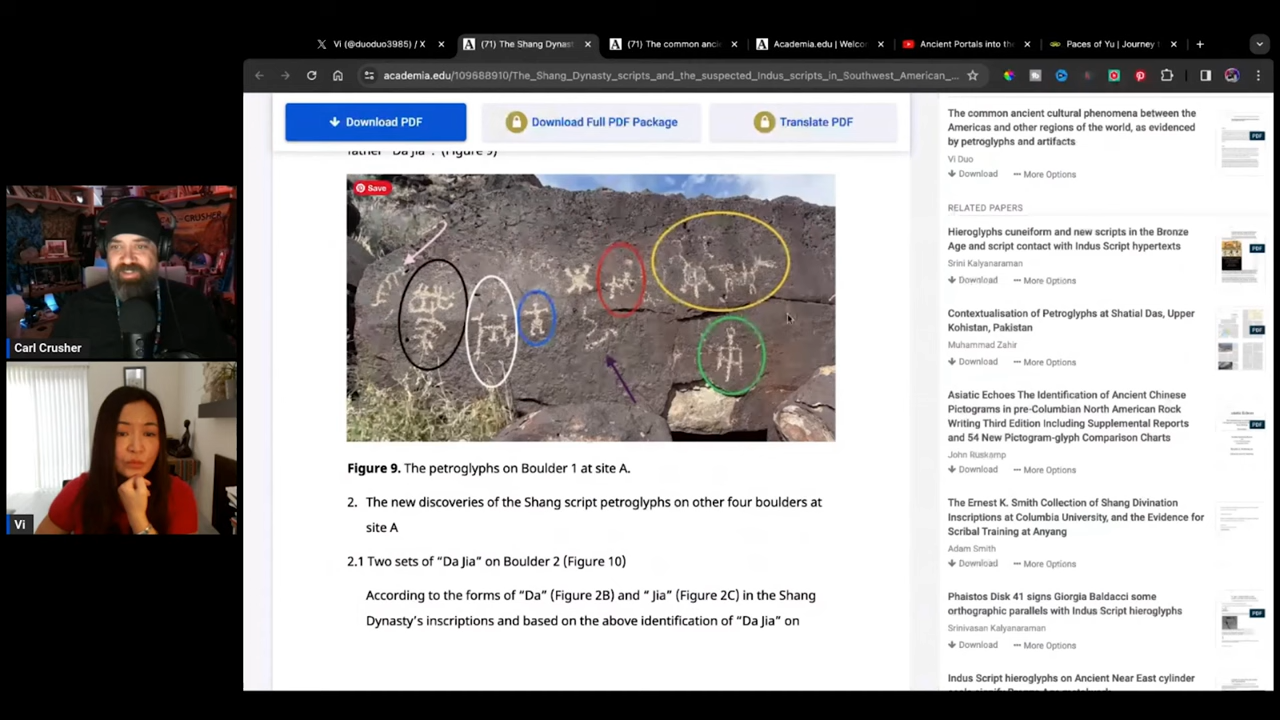 Vi (@duoduo3985) / X
(71) The Shang Dynast
(71) The common anci
Academia.edu | Welco
Ancient Portals into the
Paces of Yu | Journey
academia.edu/109688910/The_Shang_Dynasty_scripts_and_the_suspected_Indus_scripts_in_Southwest_American_...
Download PDF
Download Full PDF Package
Translate PDF
father "Da Jia". (Figure 9)
Save
Figure 9. The petroglyphs on Boulder 1 at site A.
2. The new discoveries of the Shang script petroglyphs on other four boulders at
site A
2.1 Two sets of "Da Jia" on Boulder 2 (Figure 10)
According to the forms of "Da" (Figure 2B) and " Jia" (Figure 2C) in the Shang
Dynasty's inscriptions and based on the above identification of "Da Jia" on
The common ancient cultural phenomena between the
Americas and other regions of the world, as evidenced
by petroglyphs and artifacts
Vi Duo
Download ••• More Options
RELATED PAPERS
Hieroglyphs cuneiform and new scripts in the Bronze
Age and script contact with Indus Script hypertexts
Srini Kalyanaraman
Download ••• More Options
Contextualisation of Petroglyphs at Shatial Das, Upper
Kohistan, Pakistan
Muhammad Zahir
Download ••• More Options
Asiatic Echoes The Identification of Ancient Chinese
Pictograms in pre-Columbian North American Rock
Writing Third Edition Including Supplemental Reports
and 54 New Pictogram-glyph Comparison Charts
John Ruskamp
Download ••• More Options
The Ernest K. Smith Collection of Shang Divination
Inscriptions at Columbia University, and the Evidence for
Scribal Training at Anyang
Adam Smith
Download ••• More Options
Phaistos Disk 41 signs Giorgia Baldacci some
orthographic parallels with Indus Script hieroglyphs
Srinivasan Kalyanaraman
Download ••• More Options
Indus Script hieroglyphs on Ancient Near East cylinder
PDF
PDF
PDF
PDF
PDF
CRUSHER
Carl Crusher
Vi